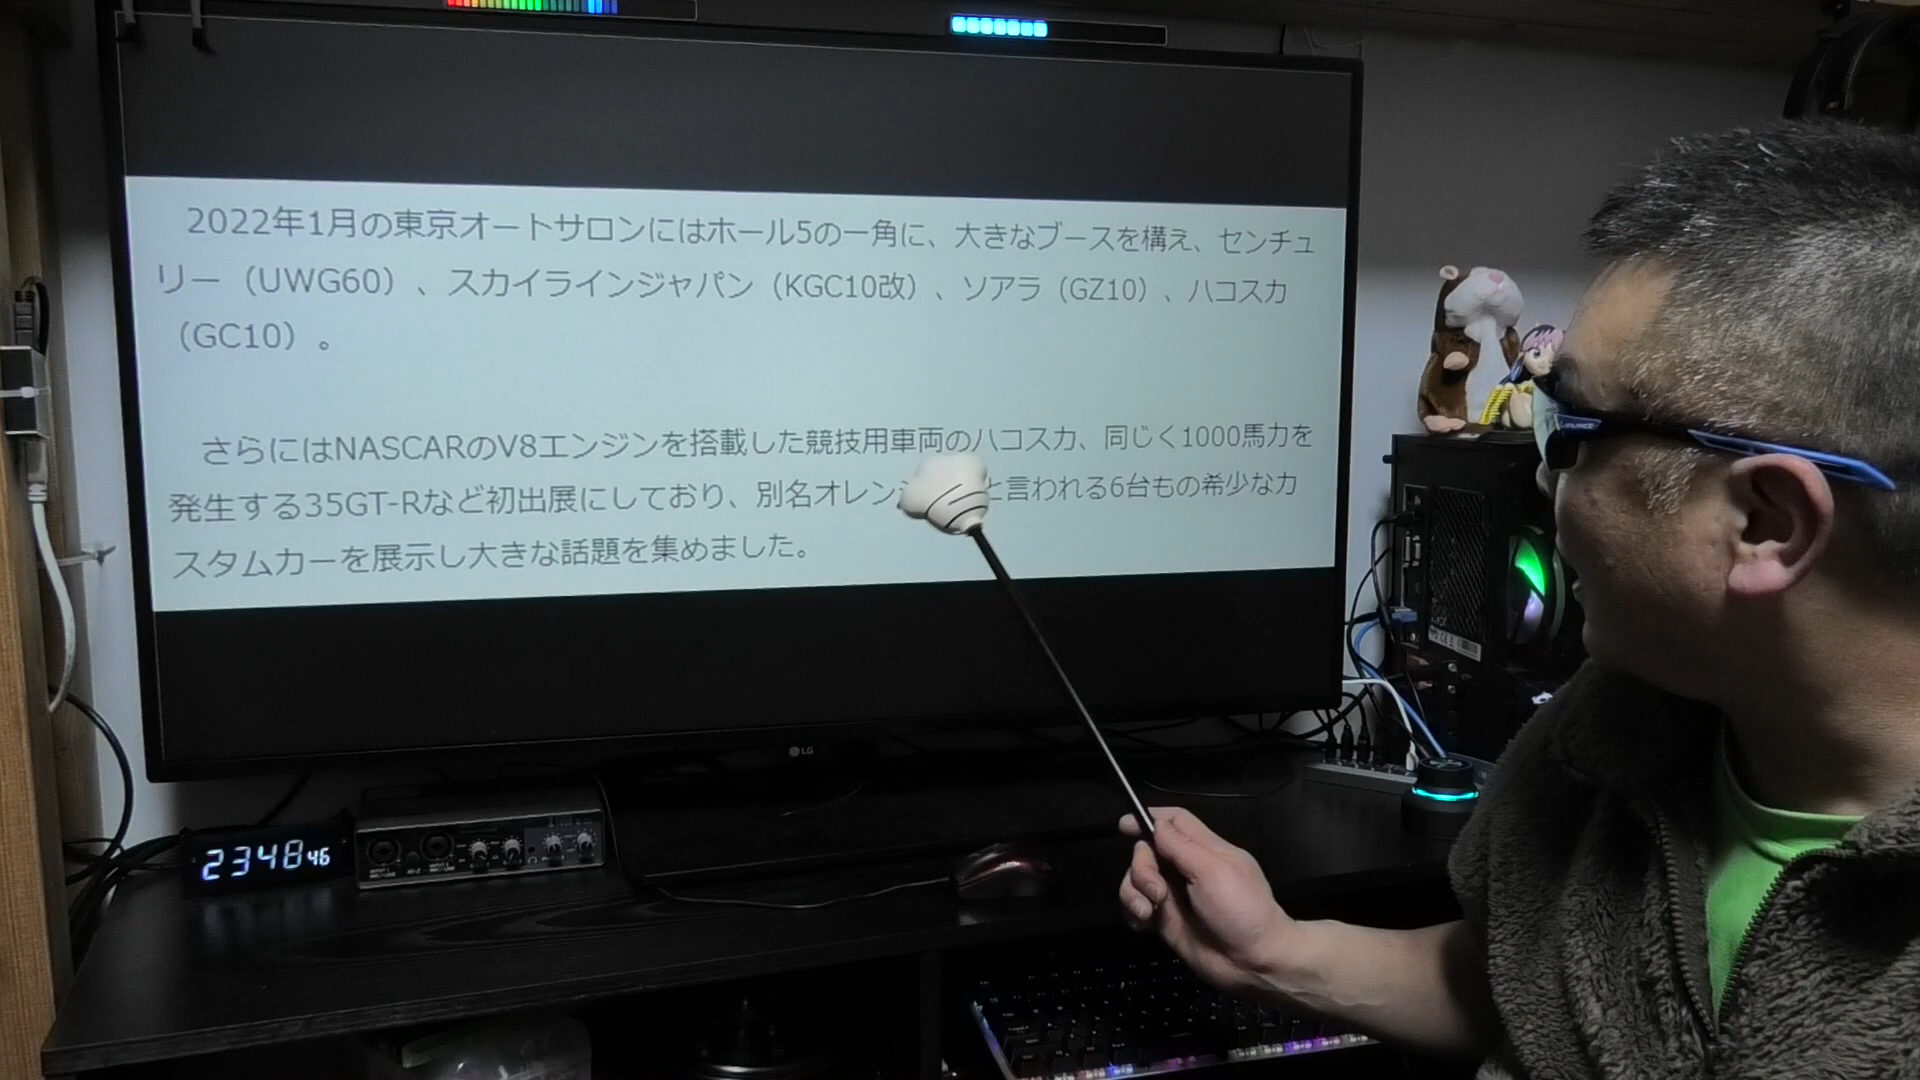 2022年1月の東京オートサロンにはホール5の一角に、大きなブースを構え、センチュ
リー（UWG60）、スカイラインジャパン（KGC10改）、ソアラ（GZ10）、ハコスカ
（GC10）。
さらにはNASCARのV8エンジンを搭載した競技用車両のハコスカ、同じく1000馬力を
発生する35GT-Rなど初出展にしており、別名オレン と言われる6台もの希少なカ
スタムカーを展示し大きな話題を集めました。
LG
234846